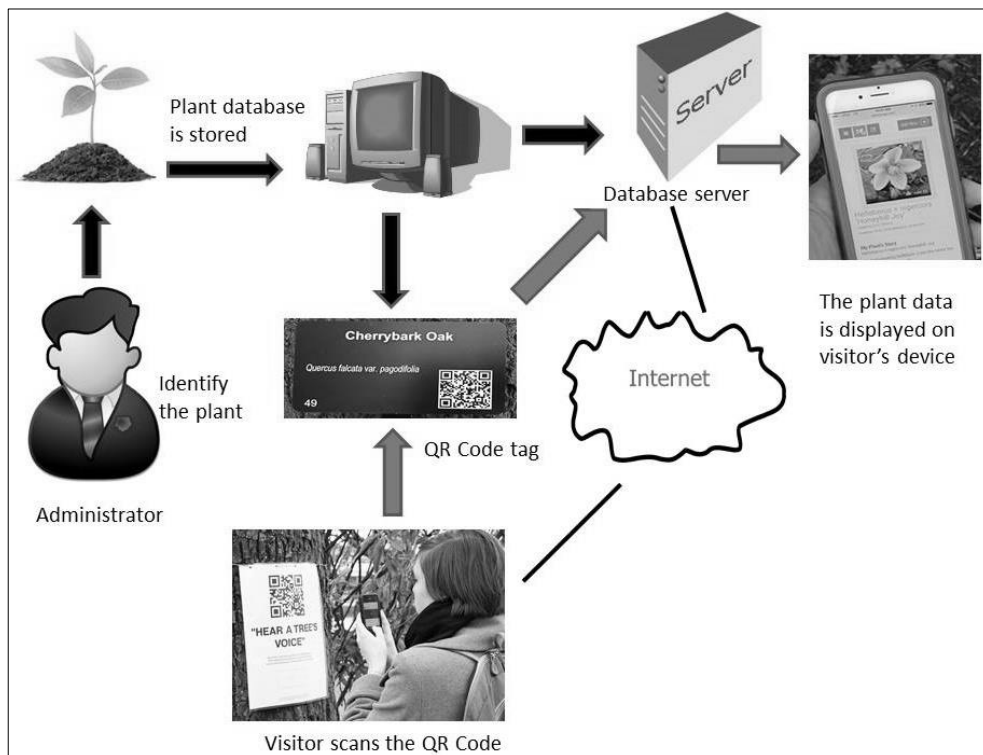 Plant database
is stored
Server
Database server
The plant data
is displayed on
visitor's device
Identify
the plant
Administrator
Cherrybark Oak
Quercus falcata var. pagodifolia
49
QR Code tag
Internet
"HEAR A TREE'S
VOICE"
Visitor scans the QR Code